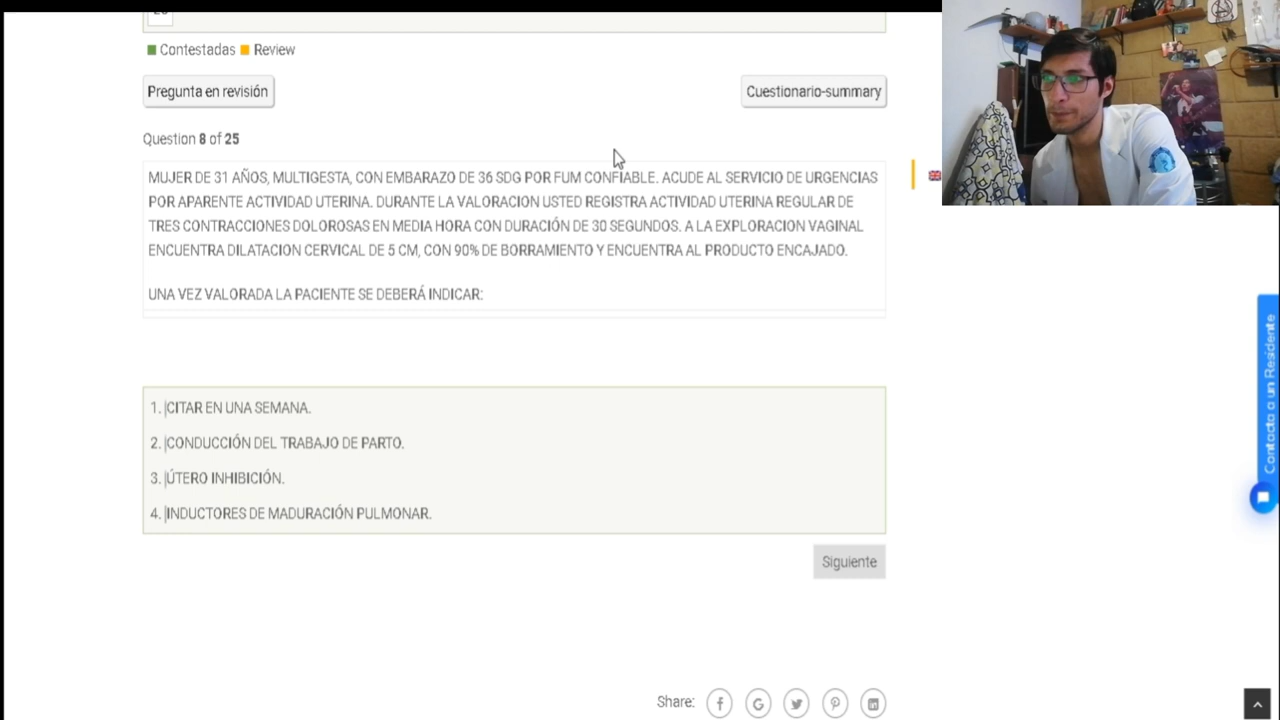 Contestadas Review
Pregunta en revisión
Cuestionario-summary
Question 8 of 25
MUJER DE 31 AÑOS, MULTIGESTA, CON EMBARAZO DE 36 SDG POR FUM CONFIABLE. ACUDE AL SERVICIO DE URGENCIAS
POR APARENTE ACTIVIDAD UTERINA. DURANTE LA VALORACION USTED REGISTRA ACTIVIDAD UTERINA REGULAR DE
TRES CONTRACCIONES DOLOROSAS EN MEDIA HORA CON DURACIÓN DE 30 SEGUNDOS. A LA EXPLORACION VAGINAL
ENCUENTRA DILATACION CERVICAL DE 5 CM, CON 90% DE BORRAMIENTO Y ENCUENTRA AL PRODUCTO ENCAJADO.
UNA VEZ VALORADA LA PACIENTE SE DEBERÁ INDICAR:
1. CITAR EN UNA SEMANA.
2. CONDUCCIÓN DEL TRABAJO DE PARTO.
3. ÚTERO INHIBICIÓN.
4. INDUCTORES DE MADURACIÓN PULMONAR.
Siguiente
Contacta a un Residente
Share: